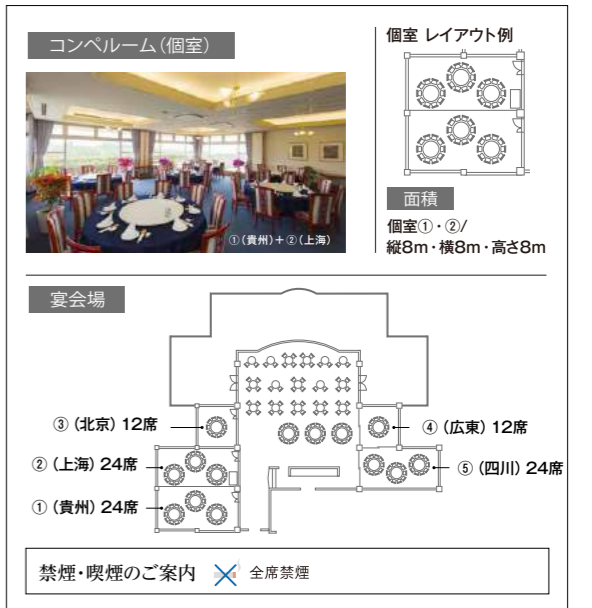 コンペルーム（個室）
①（貴州）＋②（上海）
個室 レイアウト例
面積
個室①・②/
縦8m・横8m・高さ8m
宴会場
③（北京）12席
②（上海）24席
①（貴州）24席
④（広東）12席
⑤（四川）24席
禁煙・喫煙のご案内 全席禁煙